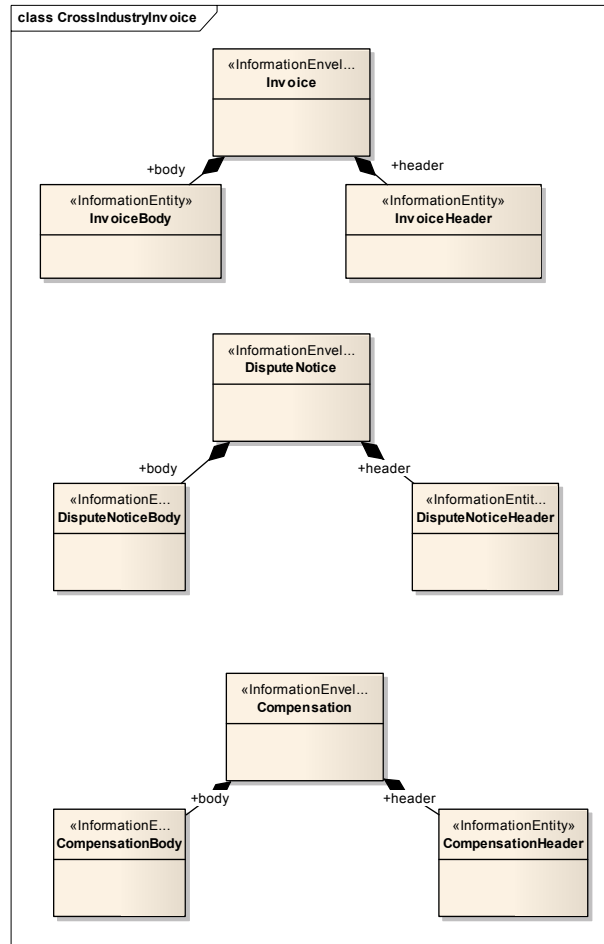 class CrossIndustryInvoice
«InformationEnvel...
Invoice
+body
+header
«InformationEntity»
InvoiceBody
«InformationEntity»
InvoiceHeader
«InformationEnvel...
DisputeNotice
+body
+header
«InformationE...
DisputeNoticeBody
«InformationEntit...
DisputeNoticeHeader
«InformationEnvel...
Compensation
+body
+header
«InformationE...
CompensationBody
«InformationEntity»
CompensationHeader